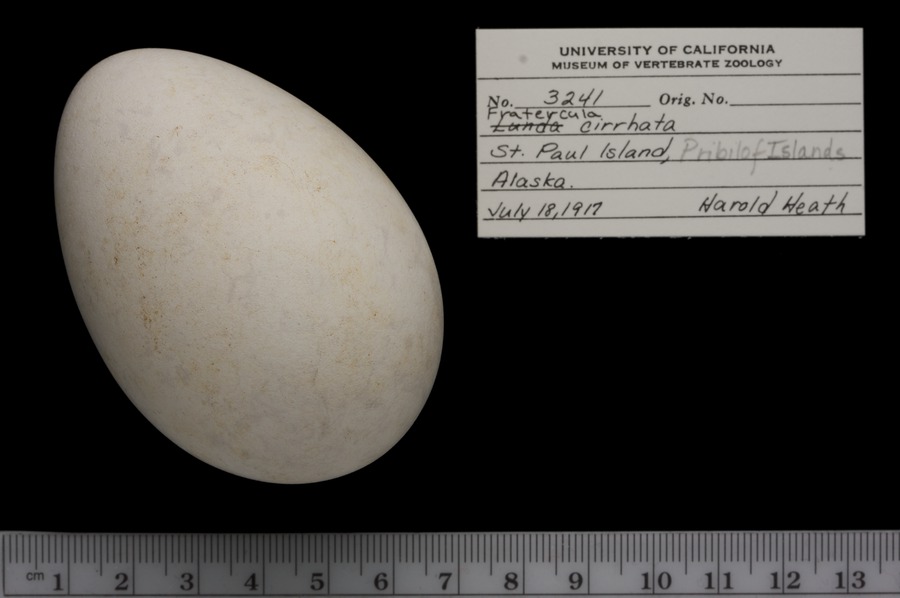 UNIVERSITY OF CALIFORNIA
MUSEUM OF VERTEBRATE ZOOLOGY
No. 3241 Orig. No.
Fratercula
Lunda cirrhata
St. Paul Island, Pribilof Islands
Alaska.
July 18, 1917 Harold Heath
cm 1 2 3 4 5 6 7 8 9 10 11 12 13